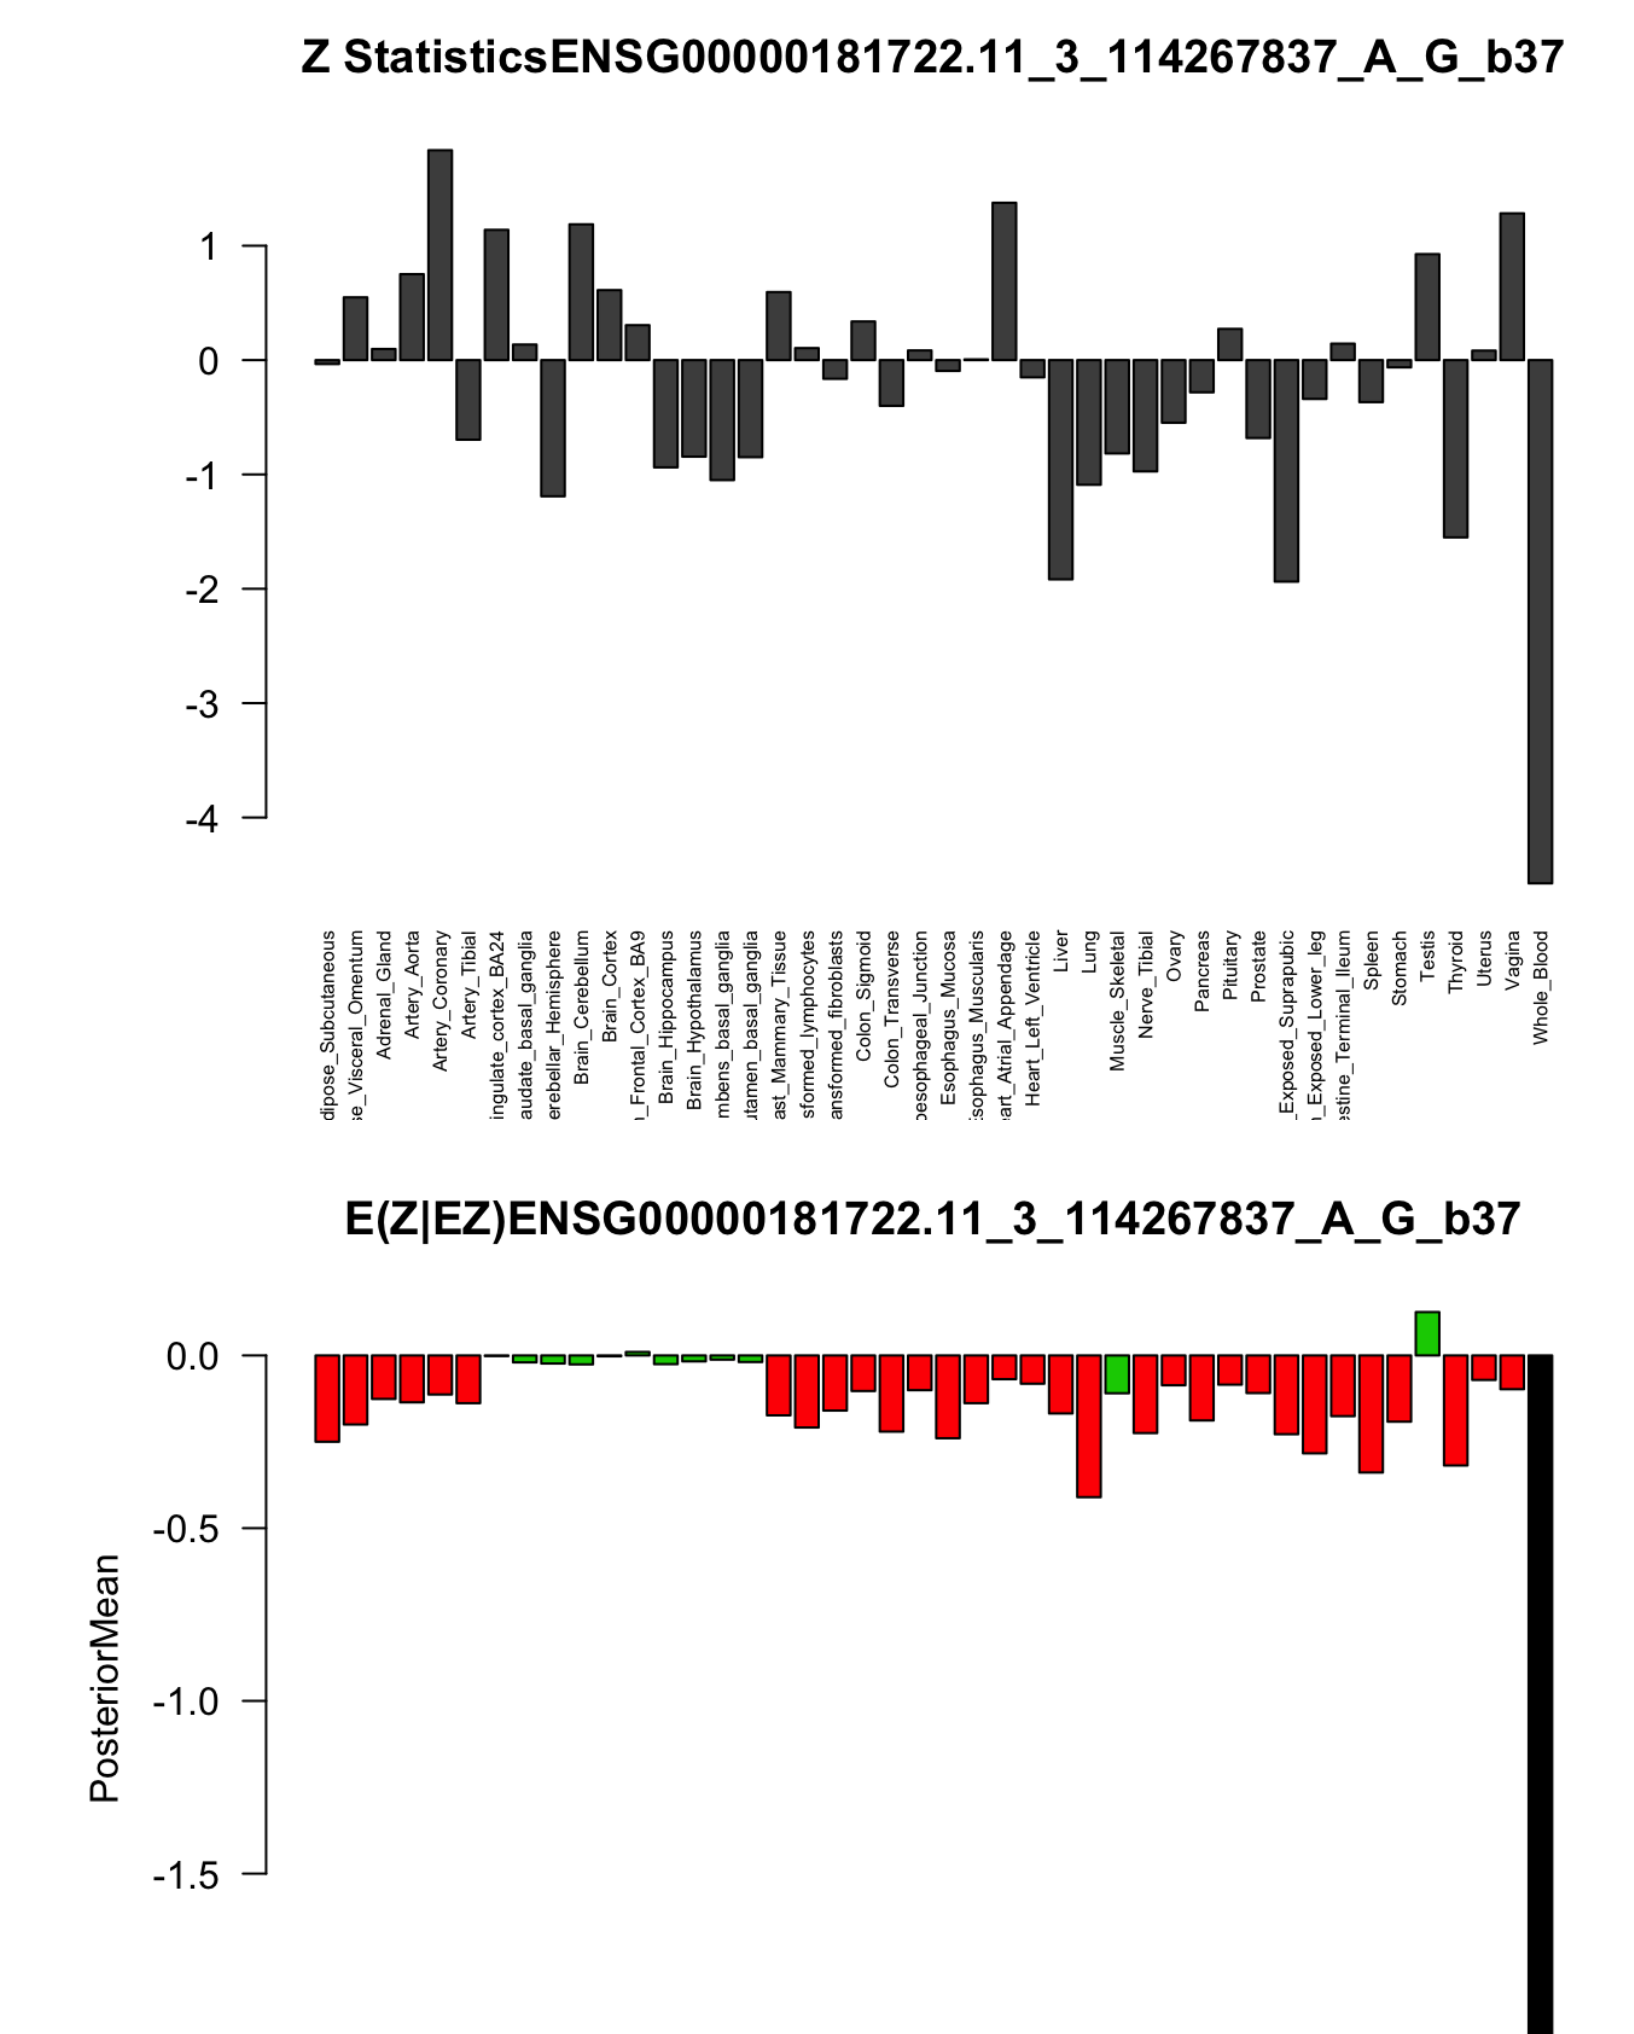 Z StatisticsENSG00000181722.11_3_114267837_A_G_b37
1
0
-1
-2
-3
-4
dipose_Subcutaneous
se_Visceral_Omentum
Adrenal_Gland
Artery_Aorta
Artery_Coronary
Artery_Tibial
ingulate_cortex_BA24
audate_basal_ganglia
erebellar_Hemisphere
Brain_Cerebellum
Brain_Cortex
_Frontal_Cortex_BA9
Brain_Hippocampus
Brain_Hypothalamus
mbens_basal_ganglia
utamen_basal_ganglia
ast_Mammary_Tissue
sformed_lymphocytes
ansformed_fibroblasts
Colon_Sigmoid
Colon_Transverse
oesophageal_Junction
Esophagus_Mucosa
Esophagus_Muscularis
art_Atrial_Appendage
Heart_Left_Ventricle
Liver
Lung
Muscle_Skeletal
Nerve_Tibial
Ovary
Pancreas
Pituitary
Prostate
_Exposed_Suprapubic
_Exposed_Lower_leg
estine_Terminal_Ileum
Spleen
Stomach
Testis
Thyroid
Uterus
Vagina
Whole_Blood
E(Z|EZ)ENSG00000181722.11_3_114267837_A_G_b37
PosteriorMean
0.0
-0.5
-1.0
-1.5